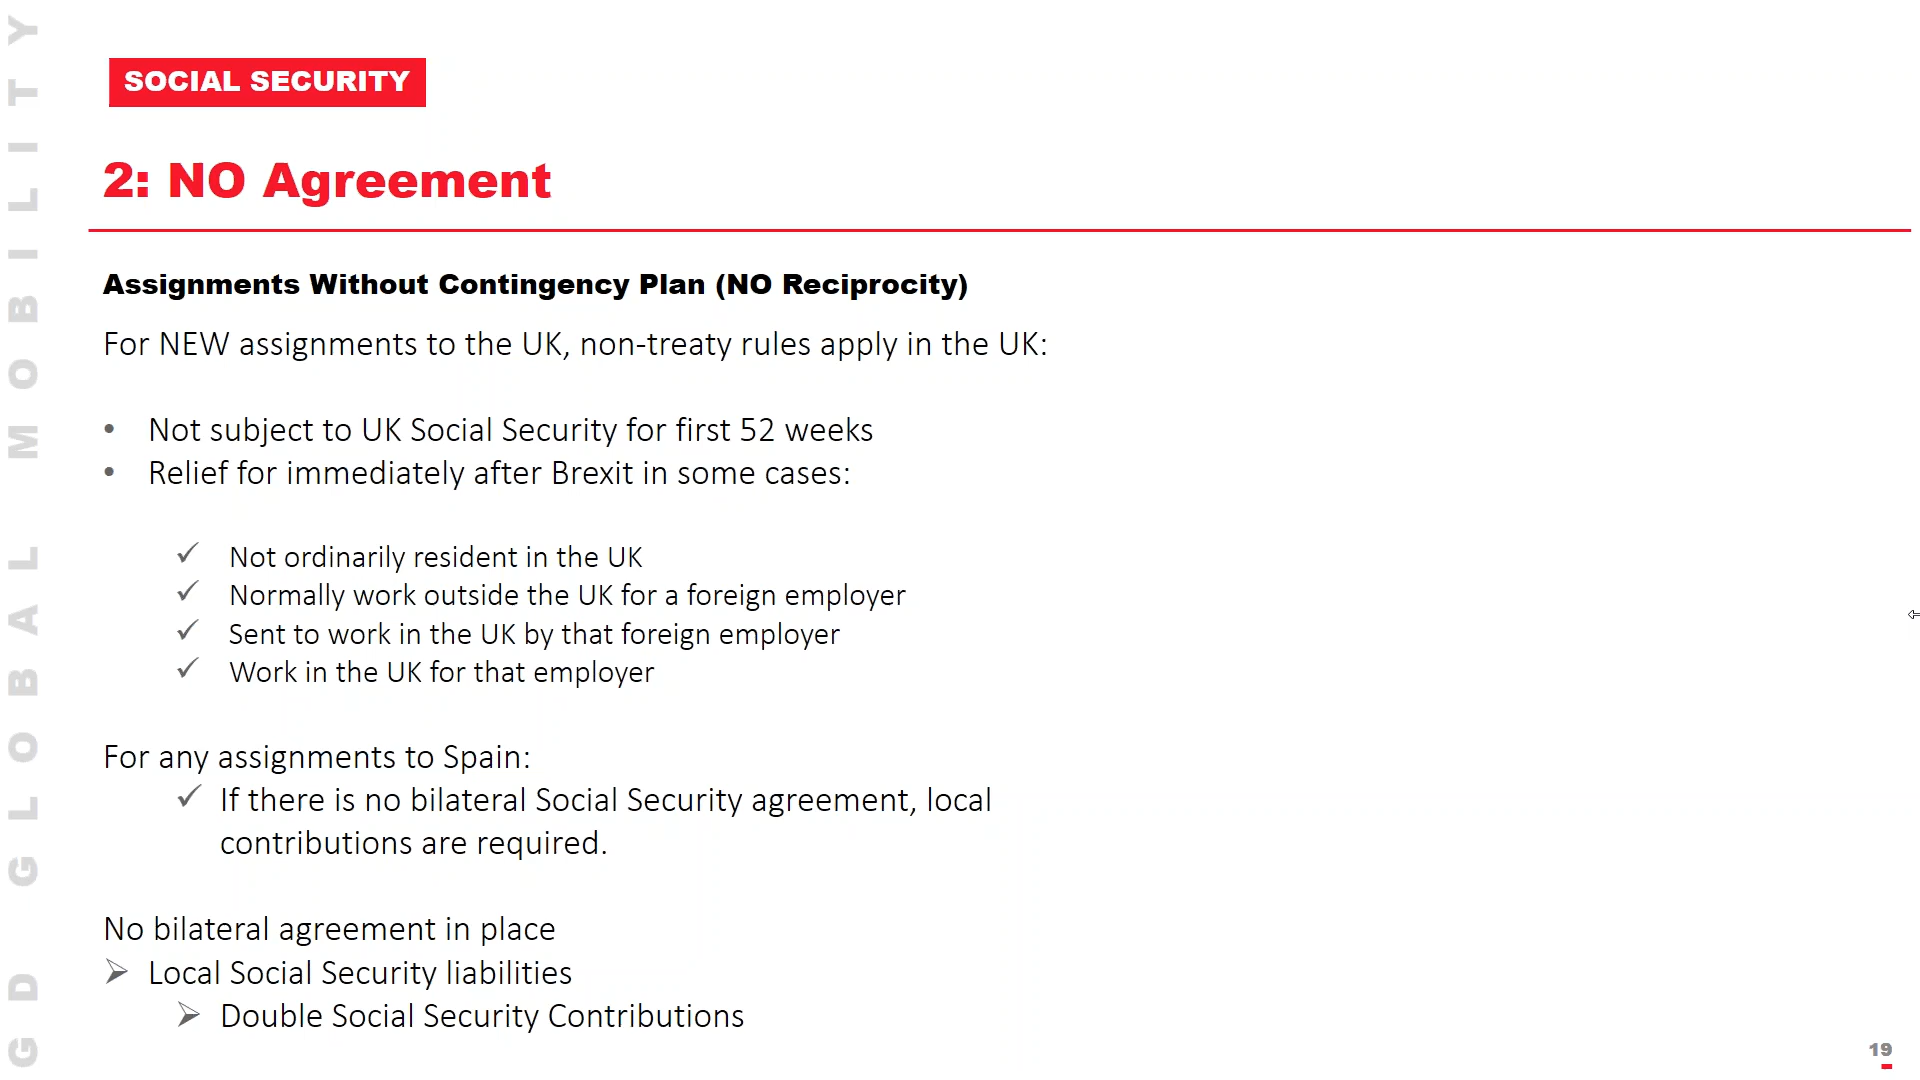 SOCIAL SECURITY
2: NO Agreement
Assignments Without Contingency Plan (NO Reciprocity)
For NEW assignments to the UK, non-treaty rules apply in the UK:
• Not subject to UK Social Security for first 52 weeks
• Relief for immediately after Brexit in some cases:
✓ Not ordinarily resident in the UK
✓ Normally work outside the UK for a foreign employer
✓ Sent to work in the UK by that foreign employer
✓ Work in the UK for that employer
For any assignments to Spain:
✓ If there is no bilateral Social Security agreement, local
contributions are required.
No bilateral agreement in place
➢ Local Social Security liabilities
➢ Double Social Security Contributions
GD GLOBAL MOBILITY
19